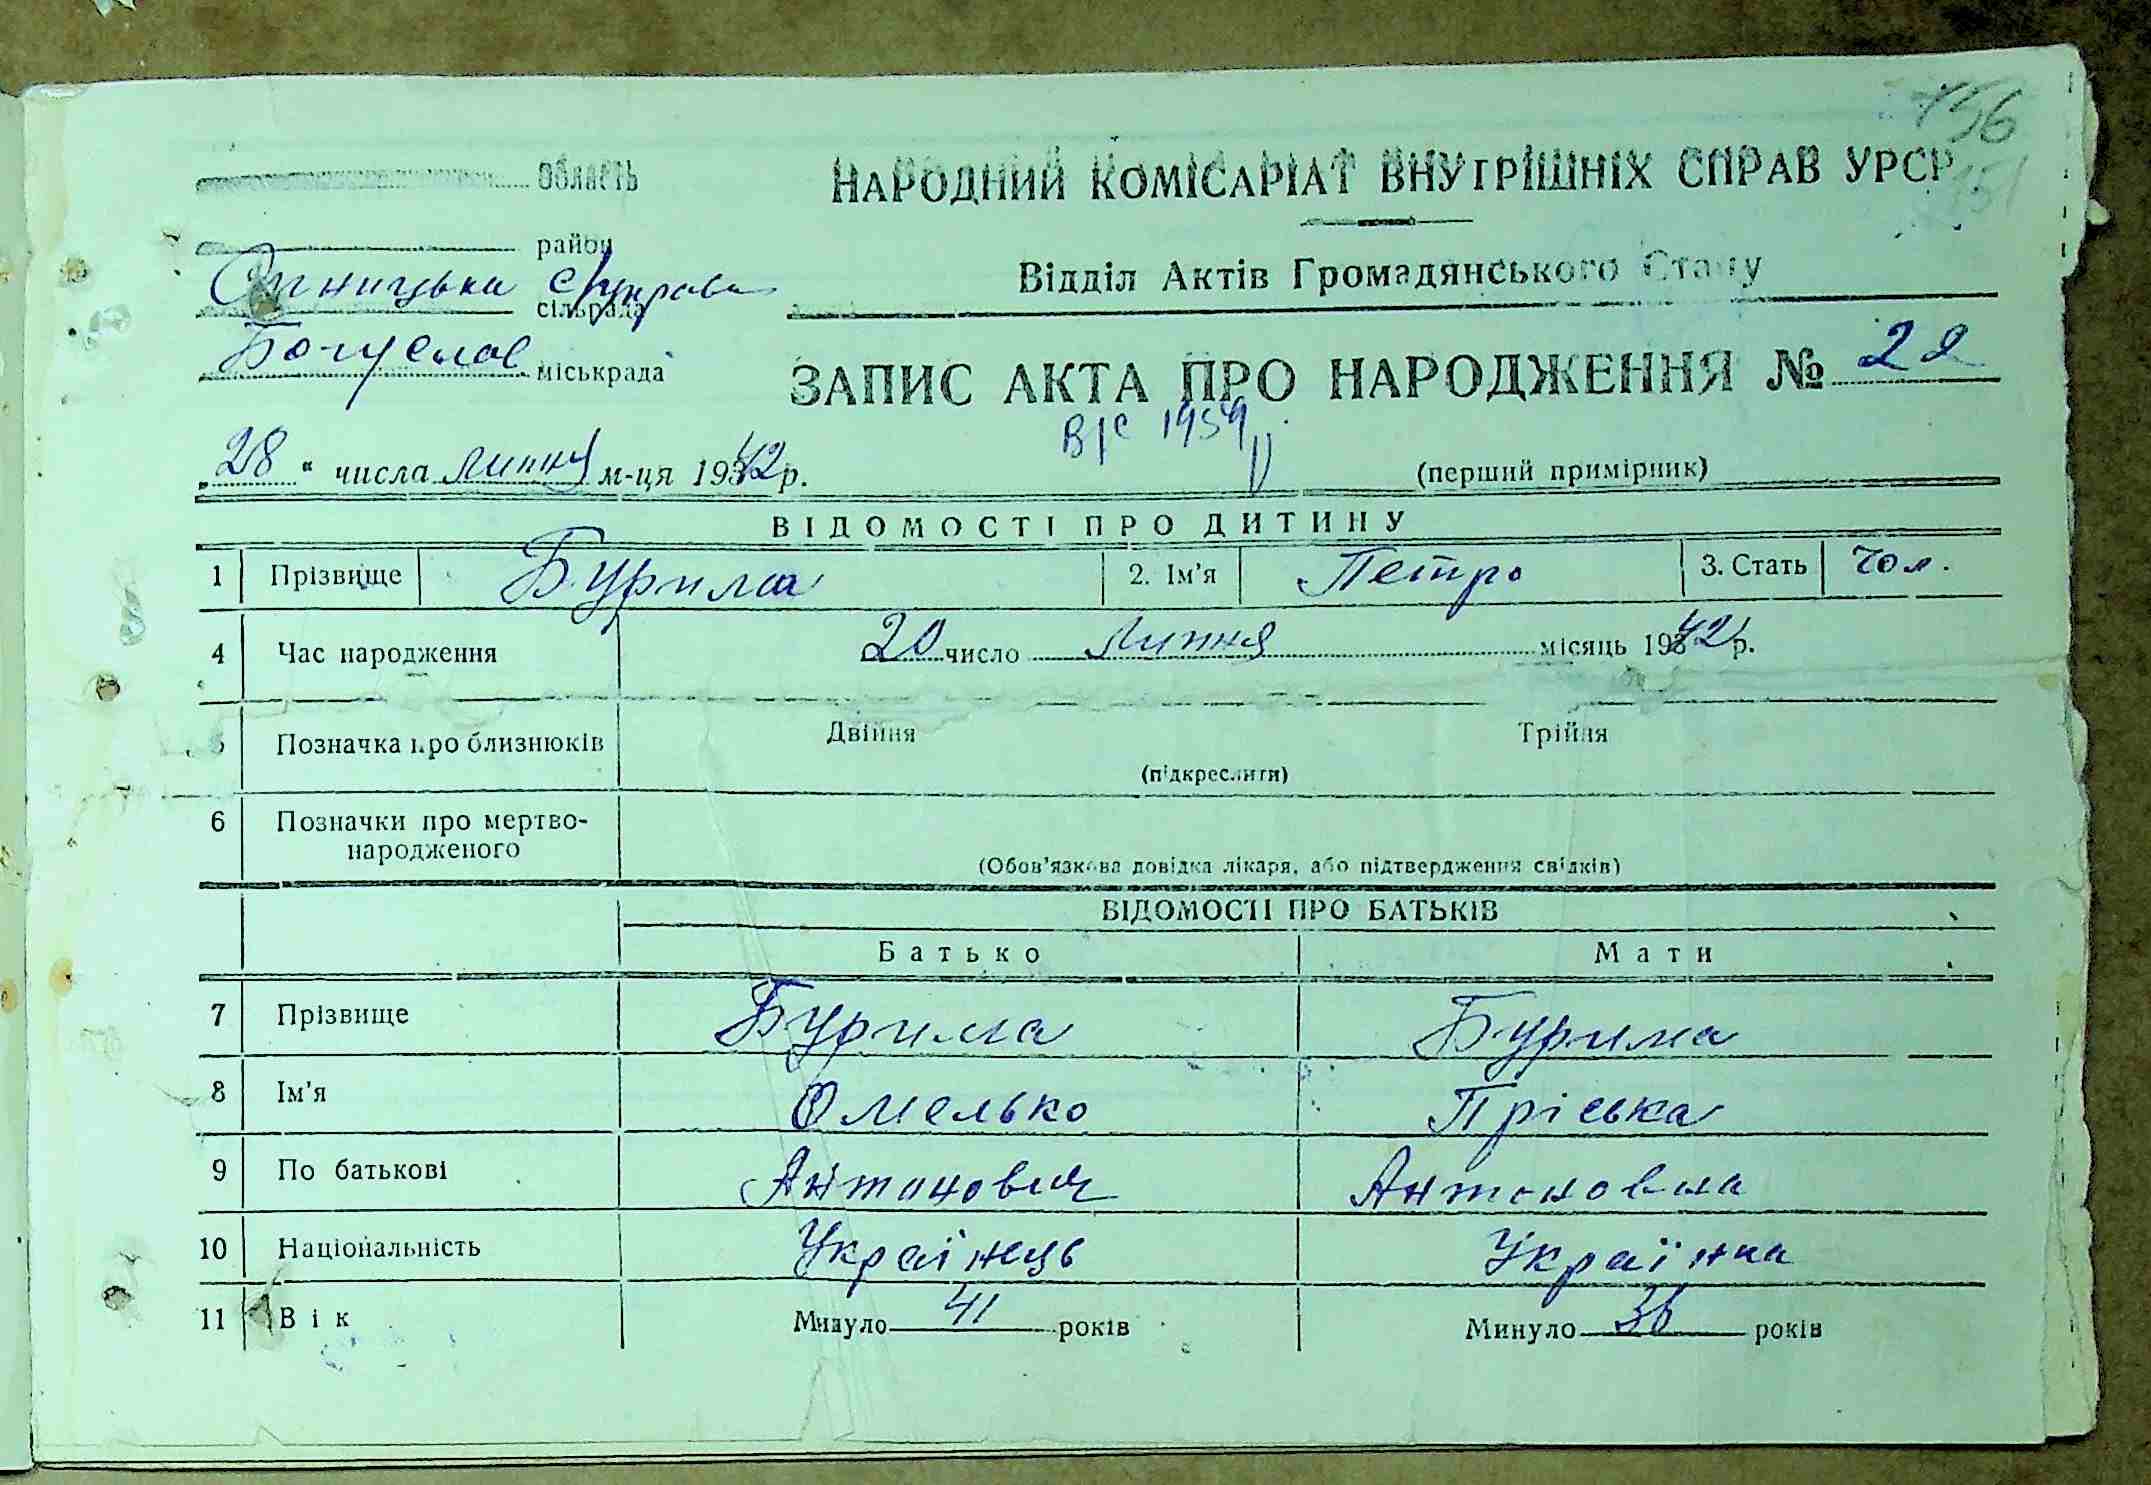 156
151
область
НАРОДНИЙ КОМІСАРІАТ ВНУТРІШНІХ СПРАВ УРСР
район
Відділ Актів Громадянського Стану
сільрада
Богуслав міськрада
ЗАПИС АКТА ПРО НАРОДЖЕННЯ № 22
в/с 1959
„28“ числа липня м-ця 1942 р.
(перший примірник)
ВІДОМОСТІ ПРО ДИТИНУ
1 Прізвище Бурима 2. Ім'я Петро 3. Стать чол.
4 Час народження 20 число липня місяць 1942 р.
5 Позначка про близнюків Двійня Трійня
(підкреслити)
6 Позначки про мертво-
народженого
(Обов'язкова довідка лікаря, або підтвердження свідків)
ВІДОМОСТІ ПРО БАТЬКІВ
Батько Мати
7 Прізвище Бурима Бурима
8 Ім'я Омелько Пріська
9 По батькові Антонович Антоновна
10 Національність Українець Українка
11 Вік Минуло 41 років Минуло 36 років